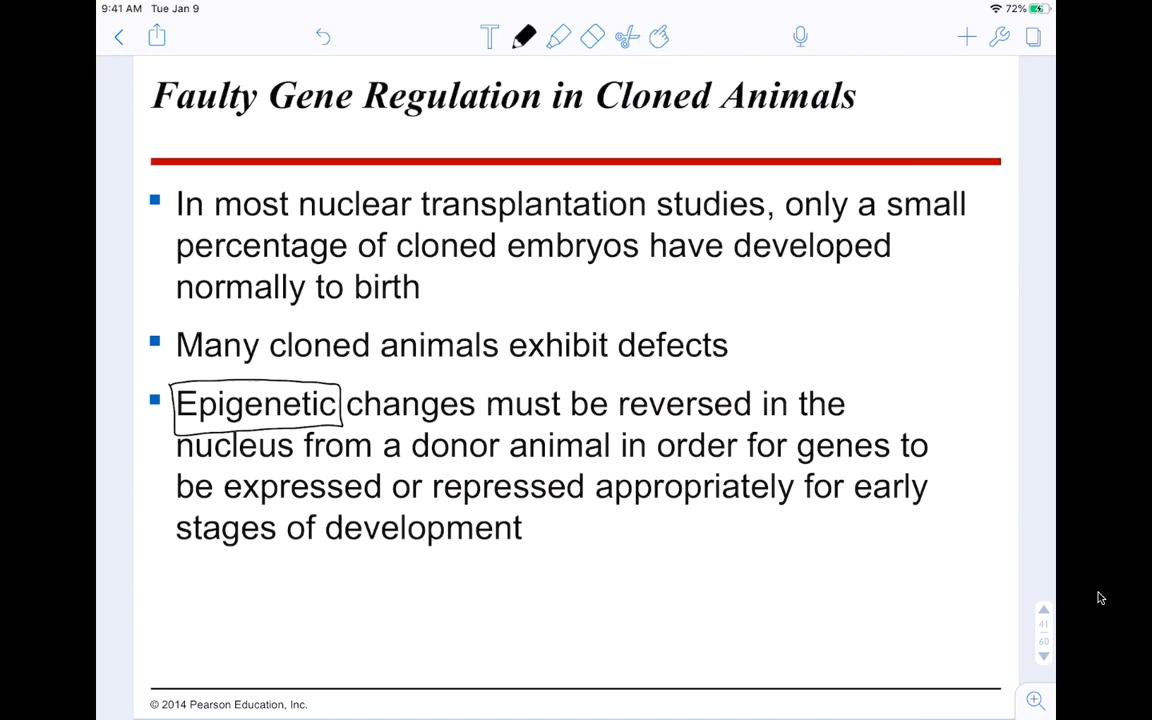 9:41 AM Tue Jan 9
72%
Faulty Gene Regulation in Cloned Animals
In most nuclear transplantation studies, only a small
percentage of cloned embryos have developed
normally to birth
Many cloned animals exhibit defects
Epigenetic changes must be reversed in the
nucleus from a donor animal in order for genes to
be expressed or repressed appropriately for early
stages of development
41
60
© 2014 Pearson Education, Inc.